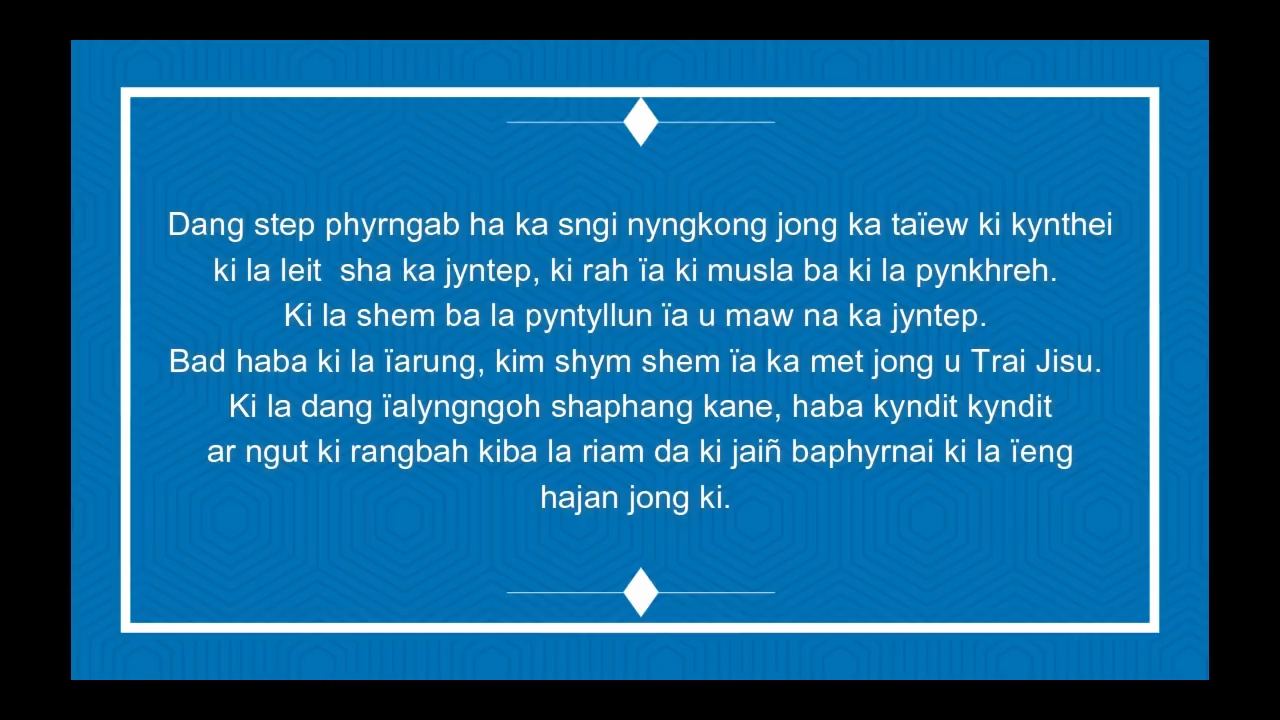 Dang step phyrngab ha ka sngi nyngkong jong ka taïew ki kynthei
ki la leit sha ka jyntep, ki rah ïa ki musla ba ki la pynkhreh.
Ki la shem ba la pyntyllun ïa u maw na ka jyntep.
Bad haba ki la ïarung, kim shym shem ïa ka met jong u Trai Jisu.
Ki la dang ïalyngngoh shaphang kane, haba kyndit kyndit
ar ngut ki rangbah kiba la riam da ki jaiñ baphyrnai ki la ïeng
hajan jong ki.